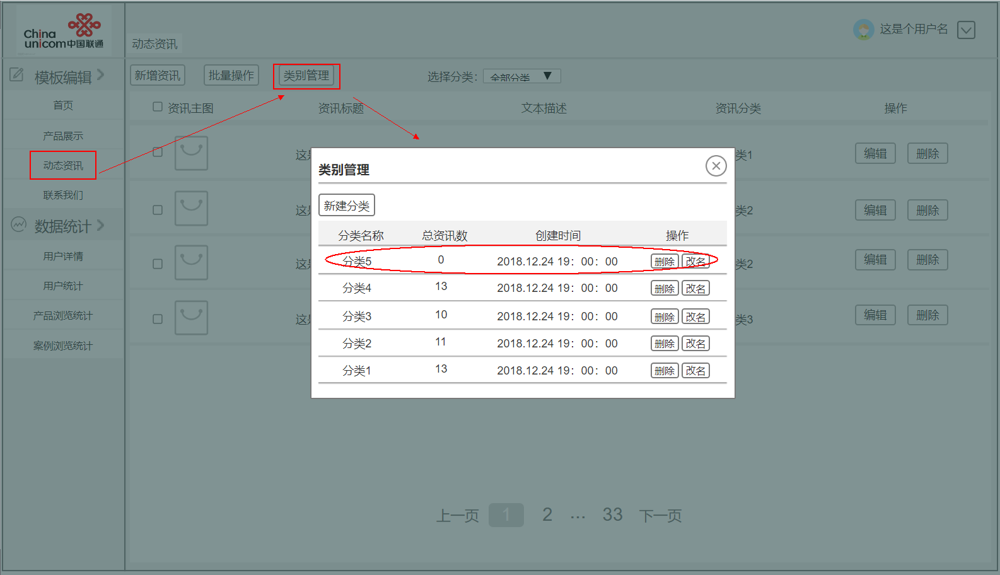 China
unicom中国联通
动态资讯
这是个用户名
模板编辑
首页
产品展示
动态资讯
联系我们
数据统计
用户详情
用户统计
产品浏览统计
案例浏览统计
新增资讯 批量操作 类别管理 选择分类： 全部分类
资讯主图 资讯标题 文本描述 资讯分类 操作
这是 类1 编辑 删除
这是 类2 编辑 删除
这是 类2 编辑 删除
这是 类3 编辑 删除
类别管理
新建分类
分类名称 总资讯数 创建时间 操作
分类5 0 2018.12.24 19：00：00 删除 改名
分类4 13 2018.12.24 19：00：00 删除 改名
分类3 10 2018.12.24 19：00：00 删除 改名
分类2 11 2018.12.24 19：00：00 删除 改名
分类1 13 2018.12.24 19：00：00 删除 改名
上一页 1 2 ... 33 下一页